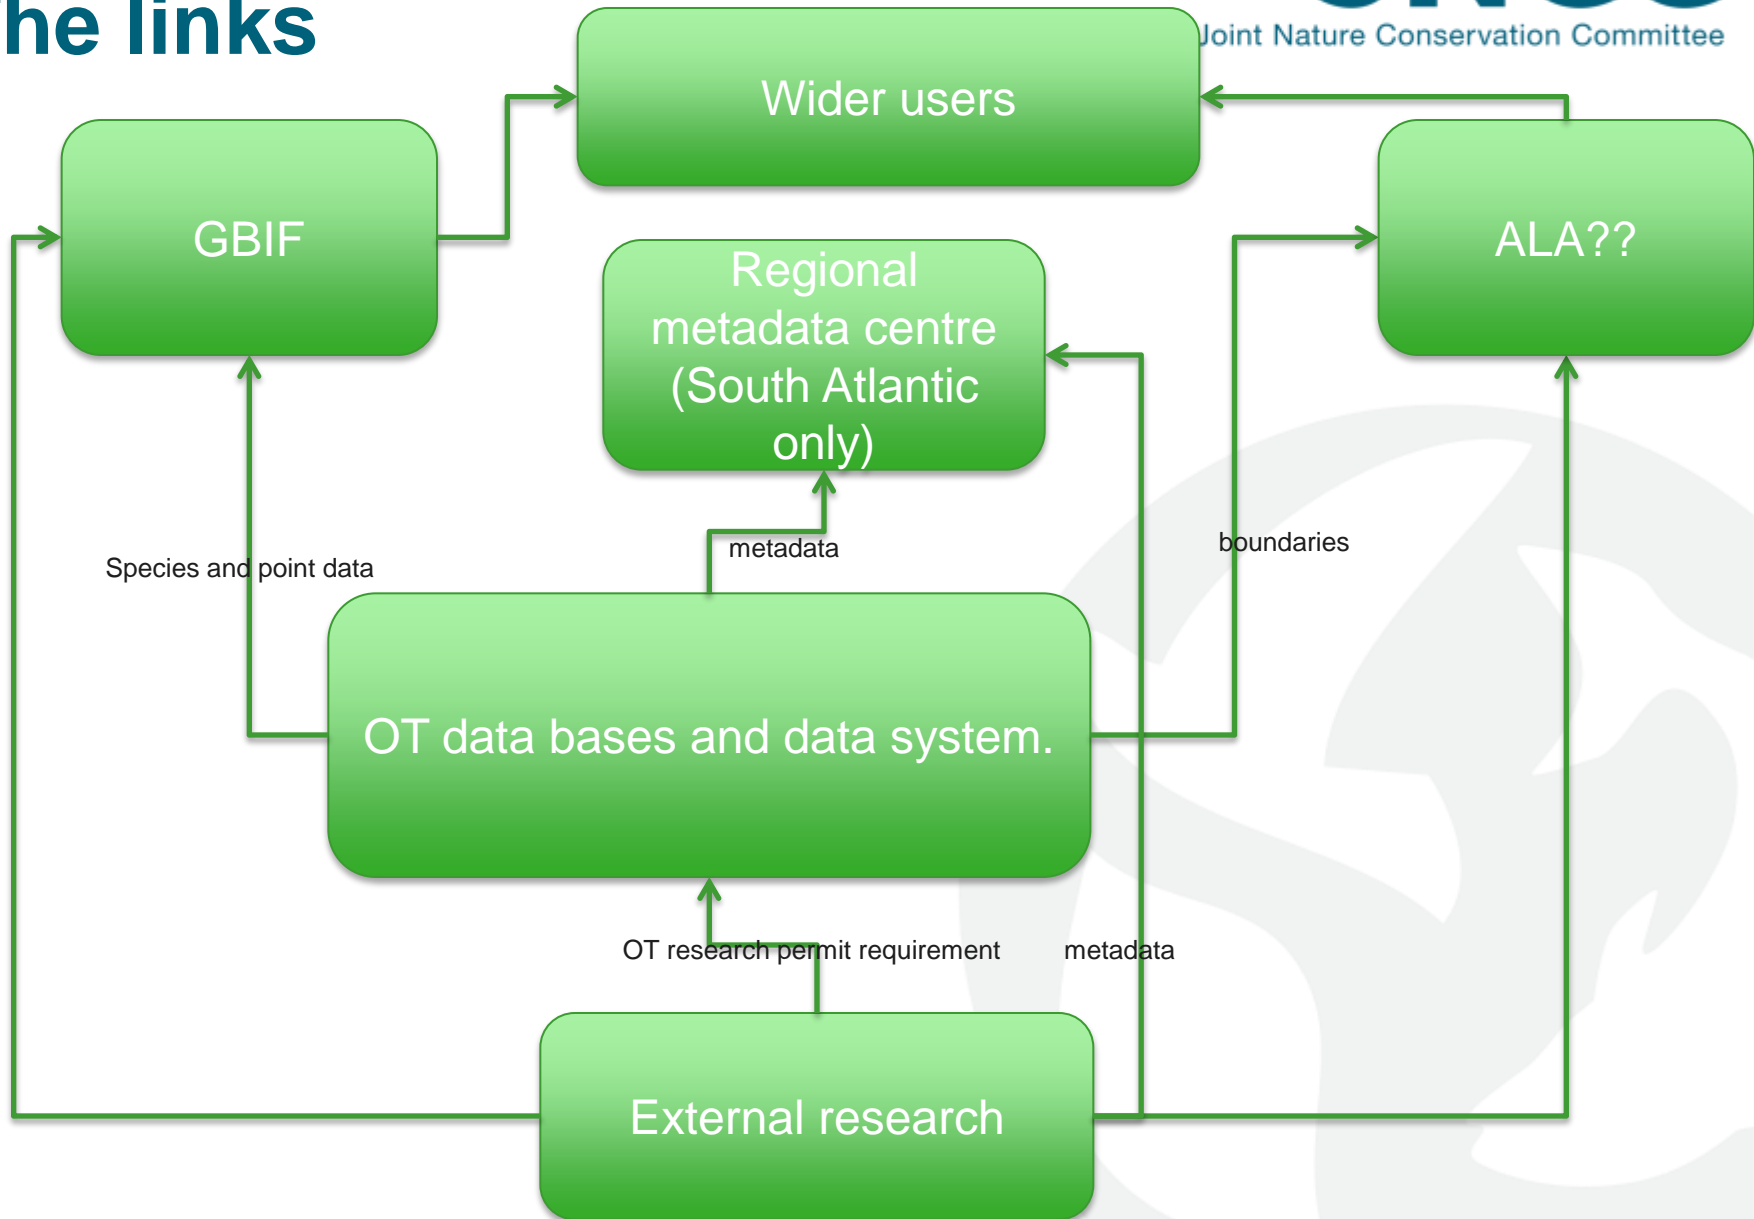 he links
Joint Nature Conservation Committee
Wider users
GBIF
ALA??
Regional
metadata centre
(South Atlantic
only)
metadata
boundaries
Species and point data
OT data bases and data system.
OT research permit requirement
metadata
External research